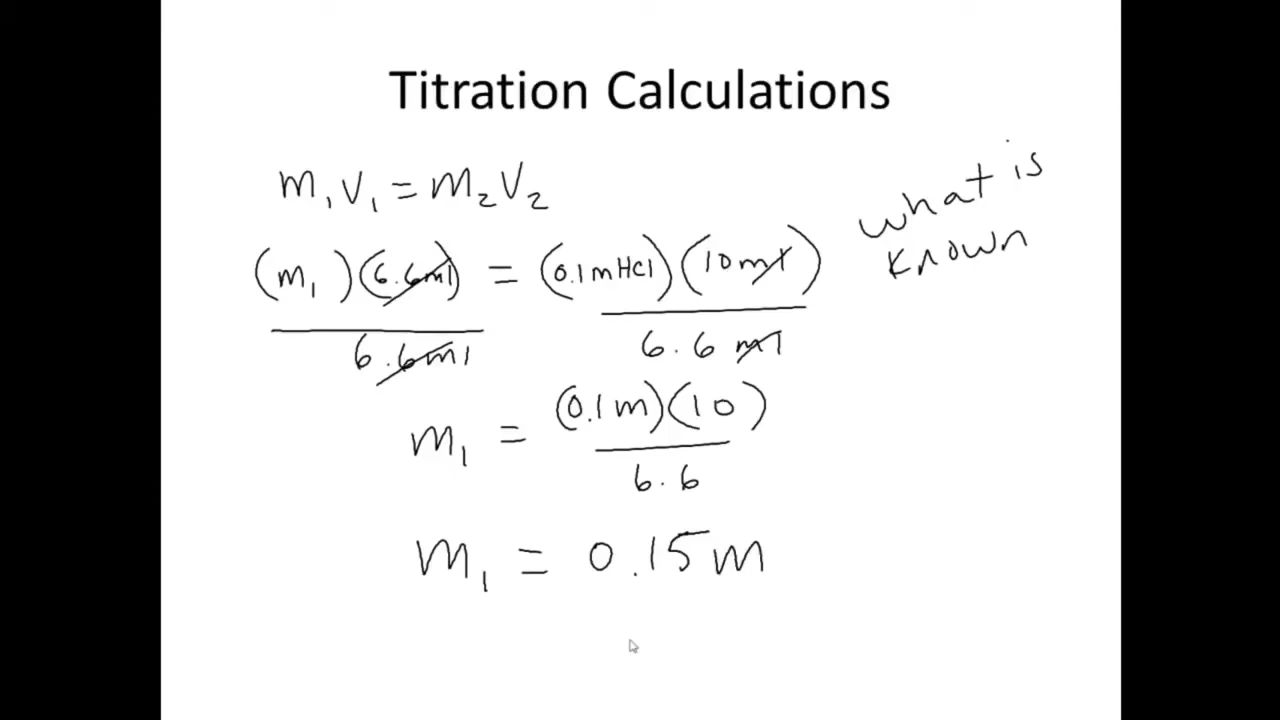 Titration Calculations
m₁V₁ = m₂V₂
what is
known
(m₁)(6.6ml) = (0.1mHCl)(10ml)
6.6ml 6.6 ml
m₁ = (0.1m)(10)
6.6
m₁ = 0.15m